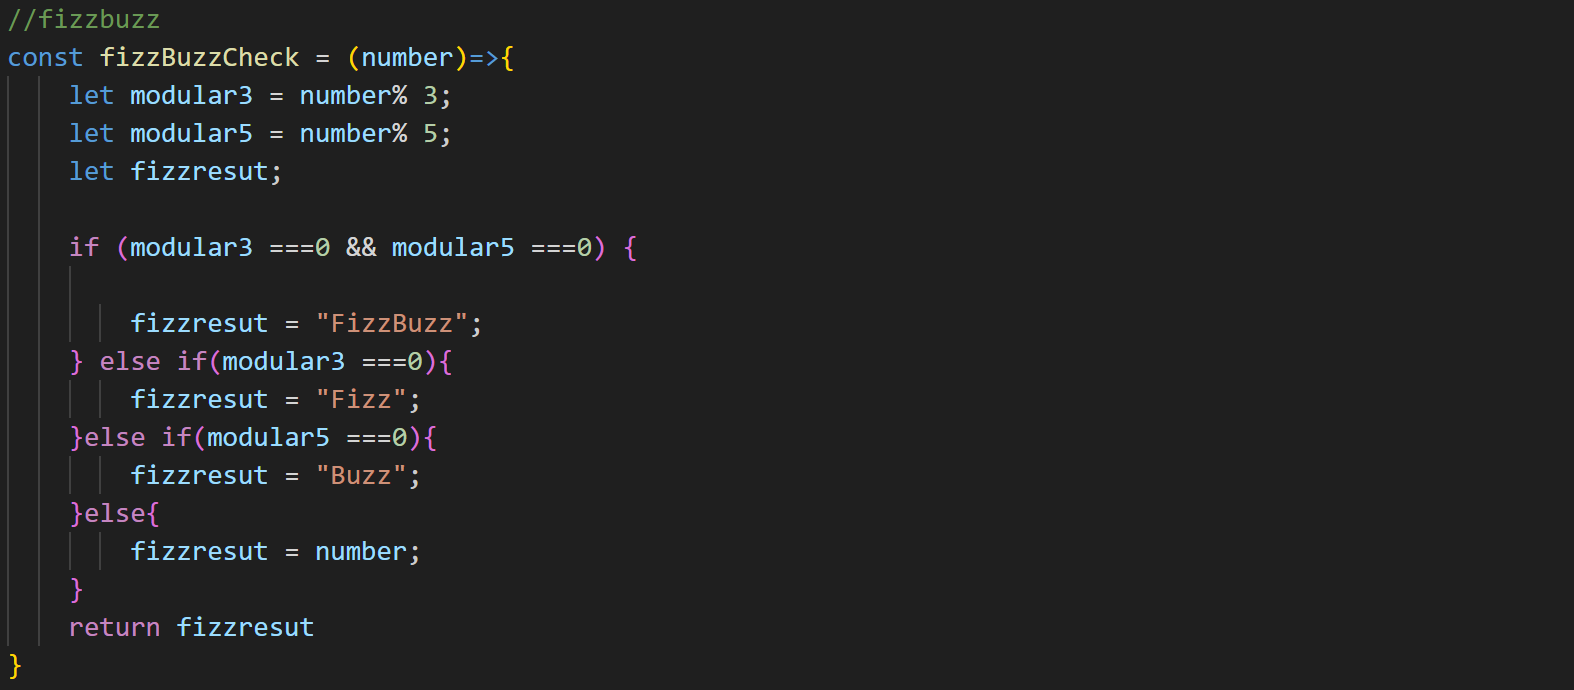 //fizzbuzz
const fizzBuzzCheck = (number)=>{
    let modular3 = number% 3;
    let modular5 = number% 5;
    let fizzresut;

    if (modular3 ===0 && modular5 ===0) {

        fizzresut = "FizzBuzz";
    } else if(modular3 ===0){
        fizzresut = "Fizz";
    }else if(modular5 ===0){
        fizzresut = "Buzz";
    }else{
        fizzresut = number;
    }
    return fizzresut
}